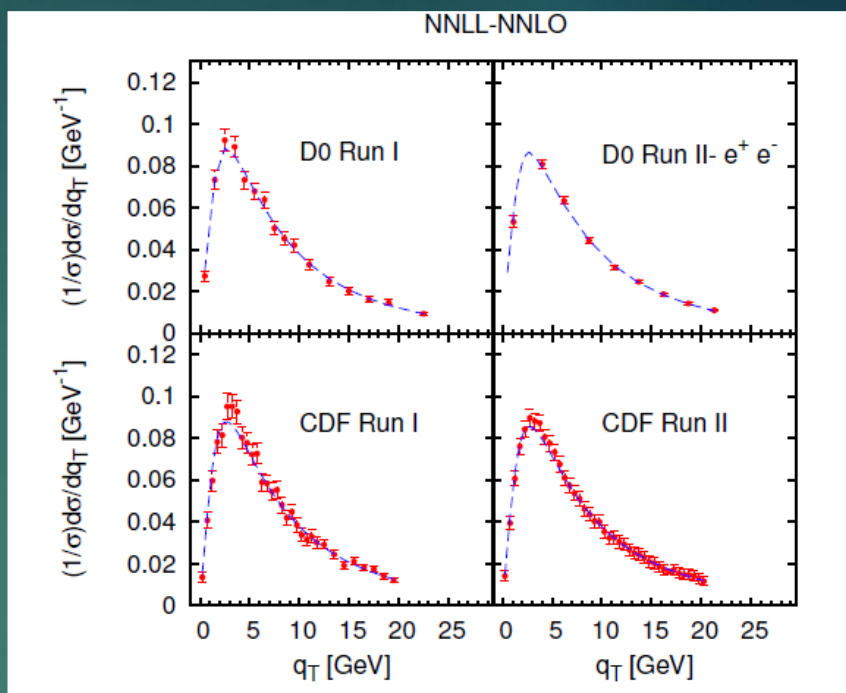 NNLL-NNLO
(1/σ)dσ/dq_T [GeV⁻¹]
0.12
0.1
0.08
0.06
0.04
0.02
0
D0 Run I
D0 Run II- e⁺ e⁻
(1/σ)dσ/dq_T [GeV⁻¹]
0.12
0.1
0.08
0.06
0.04
0.02
0
CDF Run I
CDF Run II
0 5 10 15 20 25
0 5 10 15 20 25
q_T [GeV]
q_T [GeV]